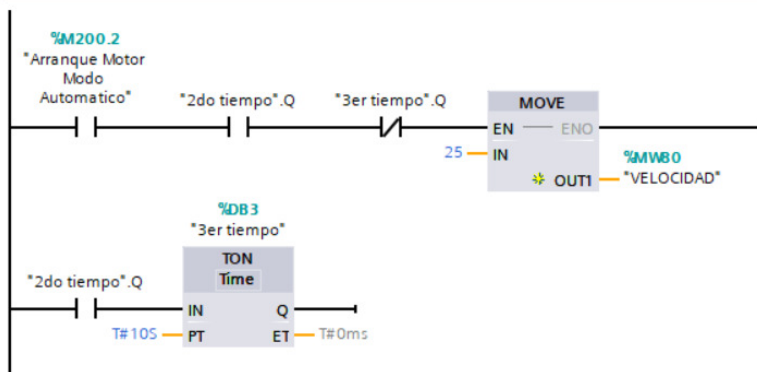 %M200.2
"Arranque Motor
Modo
Automatico"
"2do tiempo".Q
"3er tiempo".Q
MOVE
EN
ENO
25
IN
%MW80
OUT1
"VELOCIDAD"
%DB3
"3er tiempo"
TON
Time
"2do tiempo".Q
IN
Q
T#10S
PT
ET
T#0ms